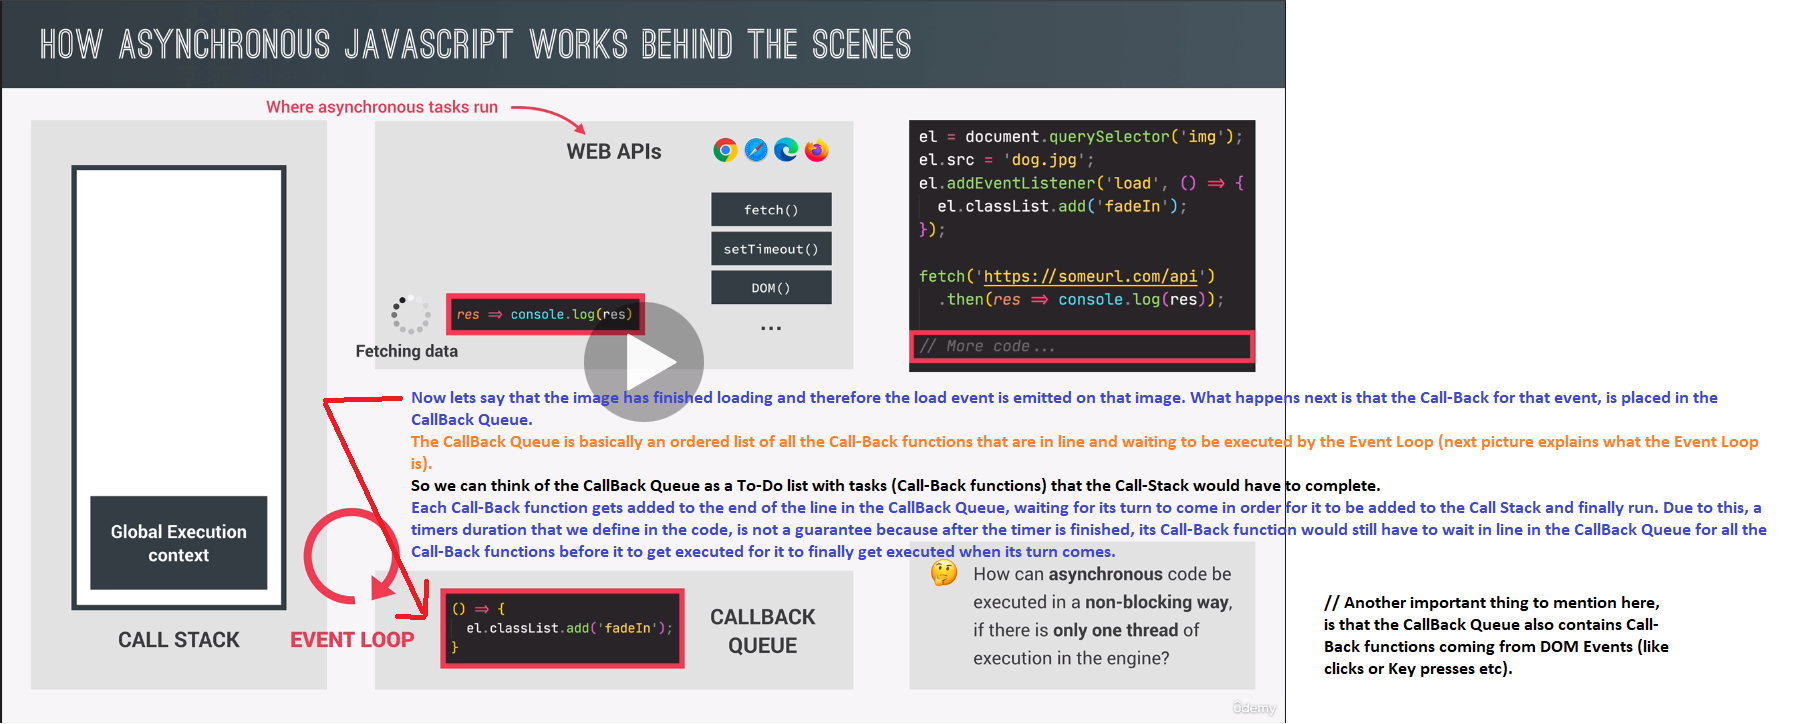 HOW ASYNCHRONOUS JAVASCRIPT WORKS BEHIND THE SCENES
Where asynchronous tasks run
WEB APIs
fetch()
setTimeout()
DOM()
...
res => console.log(res)
Fetching data
el = document.querySelector('img');
el.src = 'dog.jpg';
el.addEventListener('load', () => {
el.classList.add('fadeIn');
});
fetch('https://someurl.com/api')
.then(res => console.log(res));
// More code...
Now lets say that the image has finished loading and therefore the load event is emitted on that image. What happens next is that the Call-Back for that event, is placed in the
CallBack Queue.
The CallBack Queue is basically an ordered list of all the Call-Back functions that are in line and waiting to be executed by the Event Loop (next picture explains what the Event Loop
is).
So we can think of the CallBack Queue as a To-Do list with tasks (Call-Back functions) that the Call-Stack would have to complete.
Each Call-Back function gets added to the end of the line in the CallBack Queue, waiting for its turn to come in order for it to be added to the Call Stack and finally run. Due to this, a
timers duration that we define in the code, is not a guarantee because after the timer is finished, its Call-Back function would still have to wait in line in the CallBack Queue for all the
Call-Back functions before it to get executed for it to finally get executed when its turn comes.
Global Execution
context
CALL STACK
EVENT LOOP
() => {
el.classList.add('fadeIn');
}
CALLBACK
QUEUE
How can asynchronous code be
executed in a non-blocking way,
if there is only one thread of
execution in the engine?
// Another important thing to mention here,
is that the CallBack Queue also contains Call-
Back functions coming from DOM Events (like
clicks or Key presses etc).
ûdemy